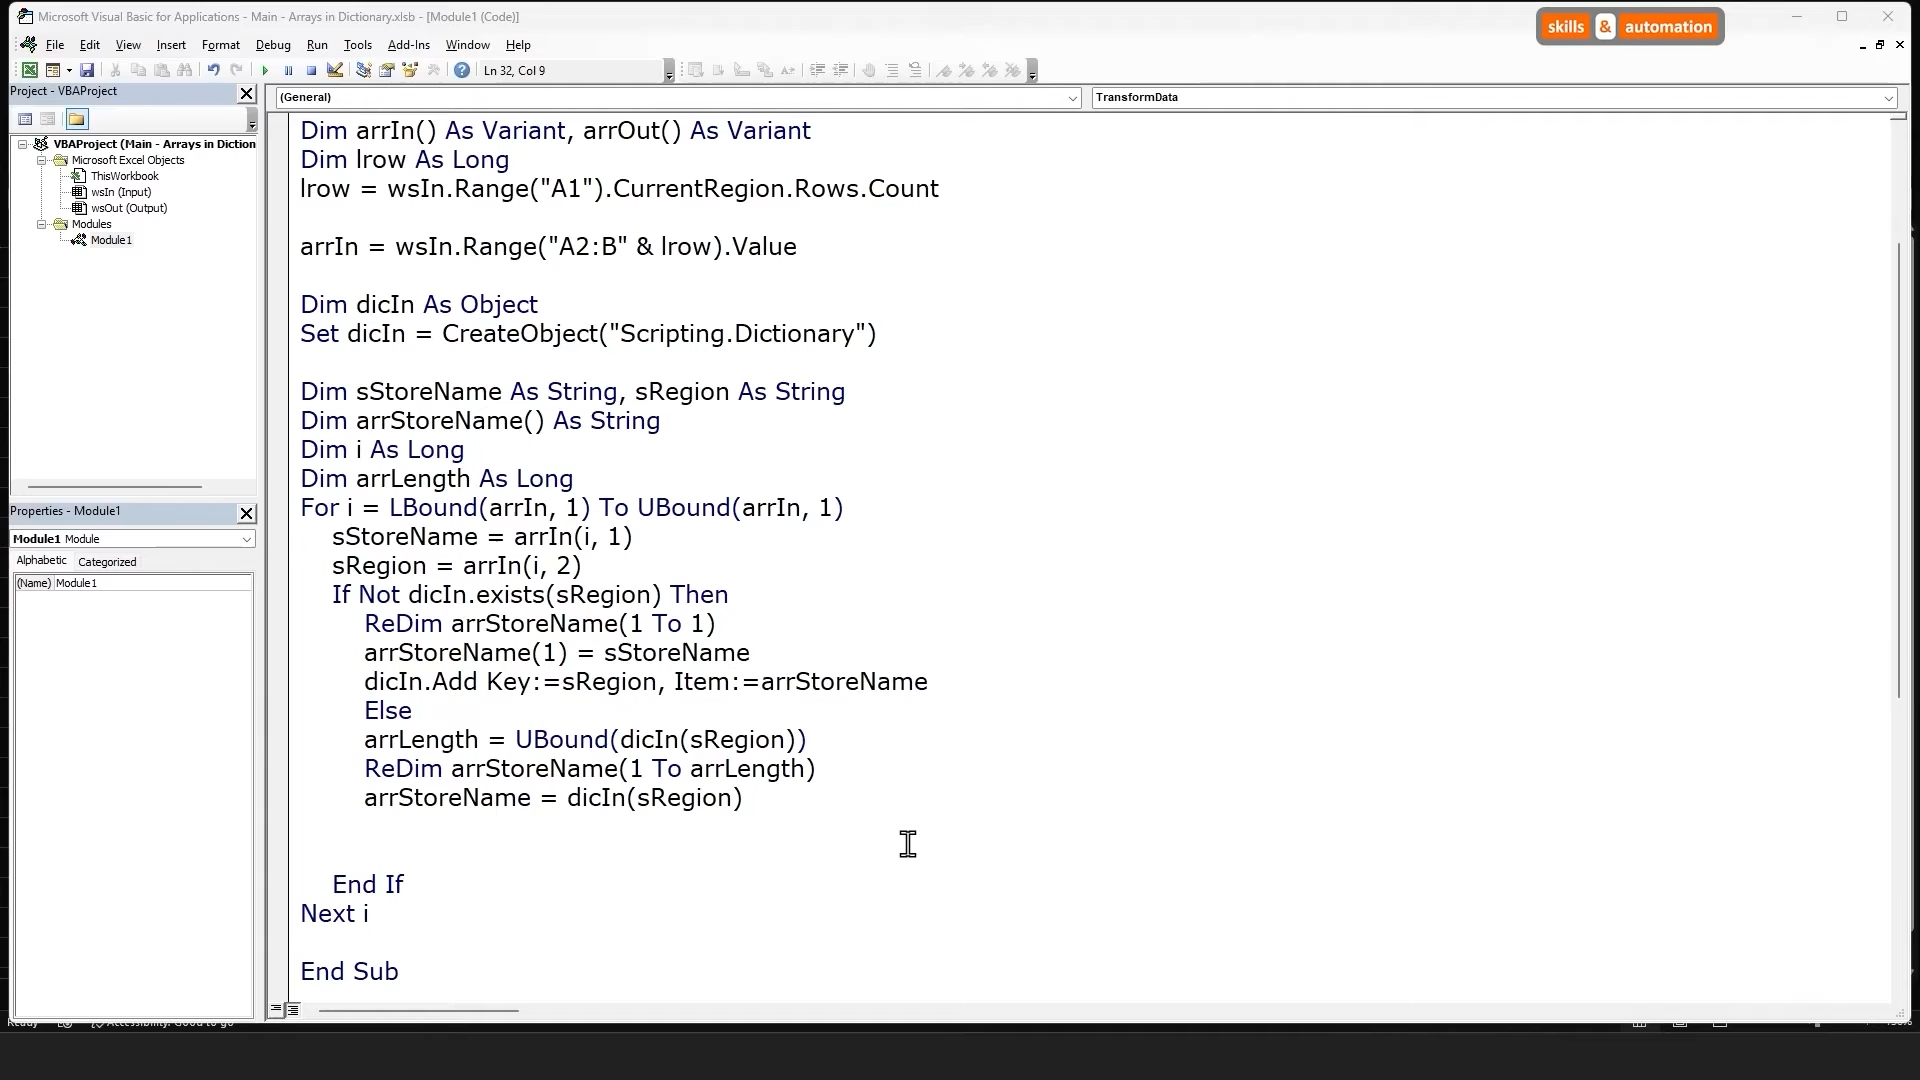 Microsoft Visual Basic for Applications - Main - Arrays in Dictionary.xlsb - [Module1 (Code)]
skills & automation
File Edit View Insert Format Debug Run Tools Add-Ins Window Help
Ln 32, Col 9
Project - VBAProject
(General)
TransformData
VBAProject (Main - Arrays in Diction
Microsoft Excel Objects
ThisWorkbook
wsIn (Input)
wsOut (Output)
Modules
Module1
Properties - Module1
Module1 Module
Alphabetic Categorized
(Name) Module1
Dim arrIn() As Variant, arrOut() As Variant
Dim lrow As Long
lrow = wsIn.Range("A1").CurrentRegion.Rows.Count
arrIn = wsIn.Range("A2:B" & lrow).Value
Dim dicIn As Object
Set dicIn = CreateObject("Scripting.Dictionary")
Dim sStoreName As String, sRegion As String
Dim arrStoreName() As String
Dim i As Long
Dim arrLength As Long
For i = LBound(arrIn, 1) To UBound(arrIn, 1)
sStoreName = arrIn(i, 1)
sRegion = arrIn(i, 2)
If Not dicIn.exists(sRegion) Then
ReDim arrStoreName(1 To 1)
arrStoreName(1) = sStoreName
dicIn.Add Key:=sRegion, Item:=arrStoreName
Else
arrLength = UBound(dicIn(sRegion))
ReDim arrStoreName(1 To arrLength)
arrStoreName = dicIn(sRegion)
End If
Next i
End Sub